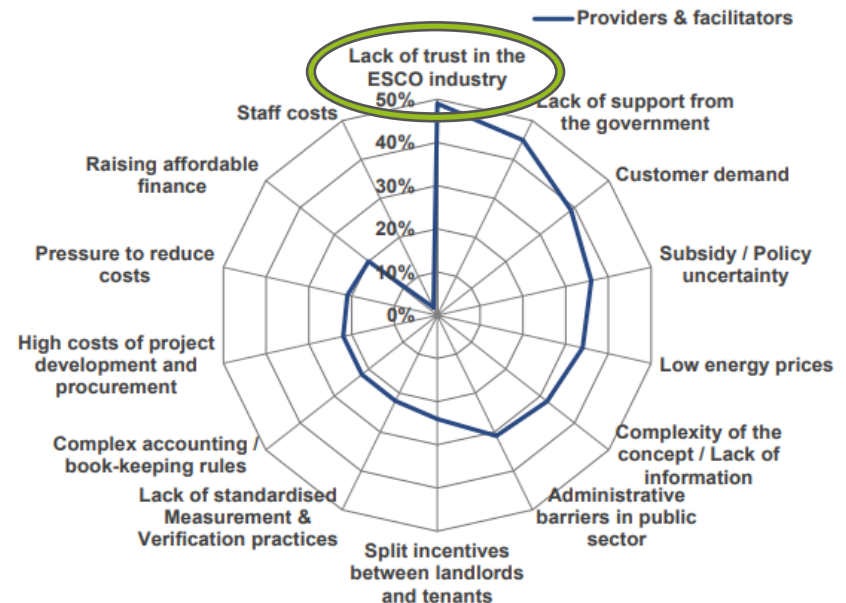 Providers & facilitators
Lack of trust in the
ESCO industry
50%
40%
30%
20%
10%
0%
Lack of support from
the government
Customer demand
Subsidy / Policy
uncertainty
Low energy prices
Complexity of the
concept / Lack of
information
Administrative
barriers in public
sector
Split incentives
between landlords
and tenants
Lack of standardised
Measurement &
Verification practices
Complex accounting /
book-keeping rules
High costs of project
development and
procurement
Pressure to reduce
costs
Raising affordable
finance
Staff costs